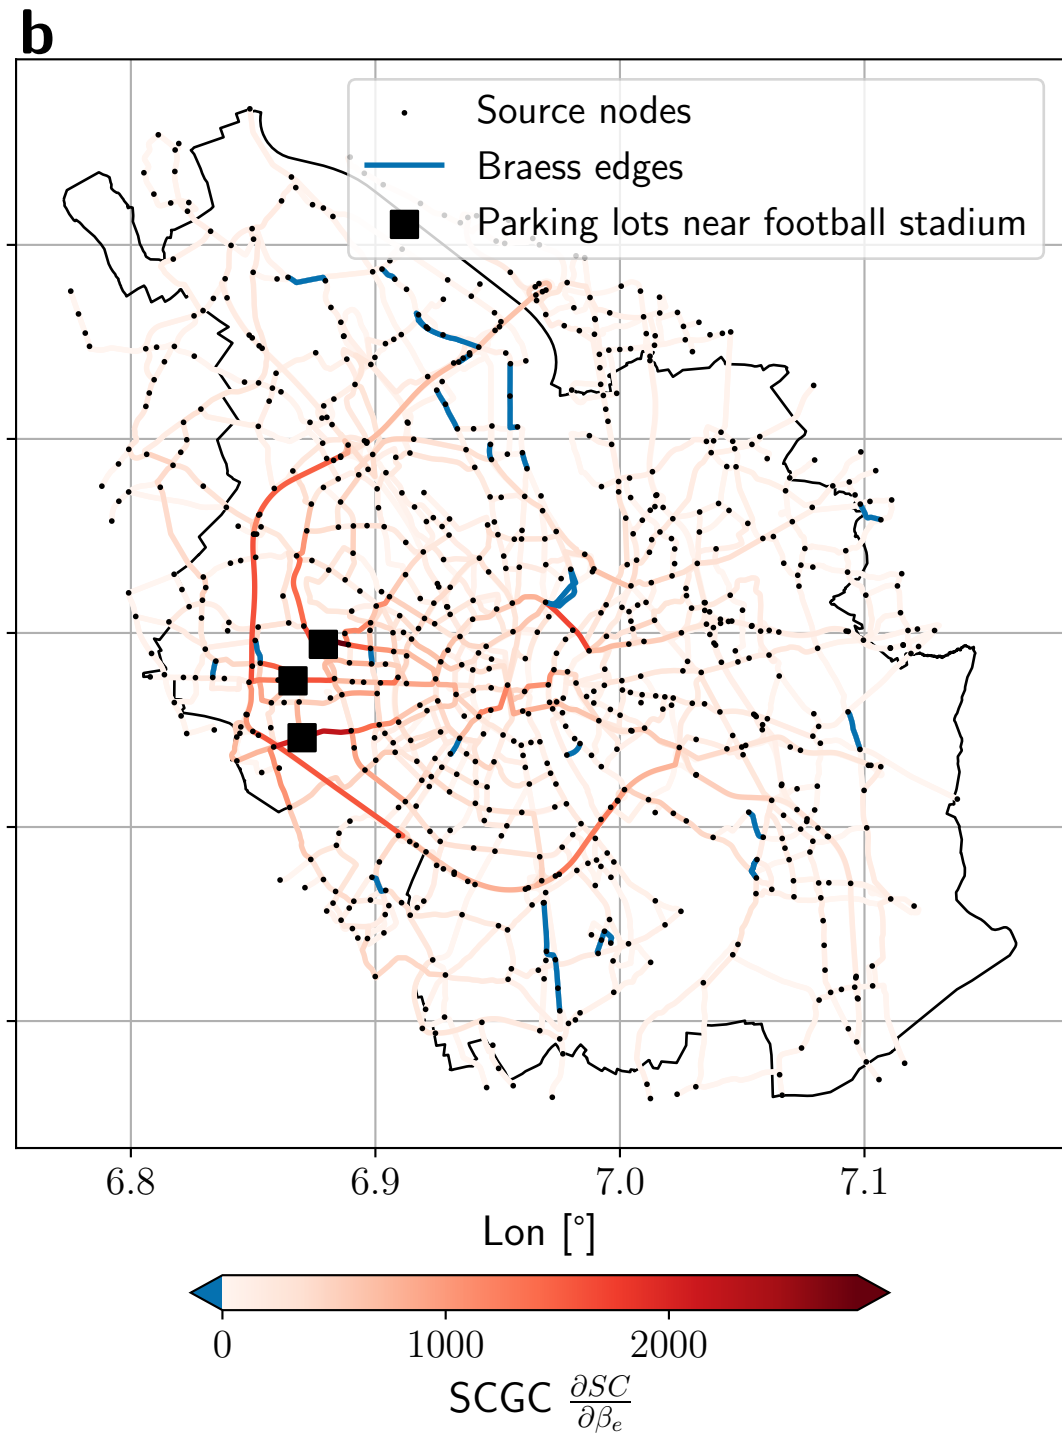 b
Source nodes
Braess edges
Parking lots near football stadium
6.8 6.9 7.0 7.1
Lon [°]
0 1000 2000
SCGC ∂SC/∂βₑ